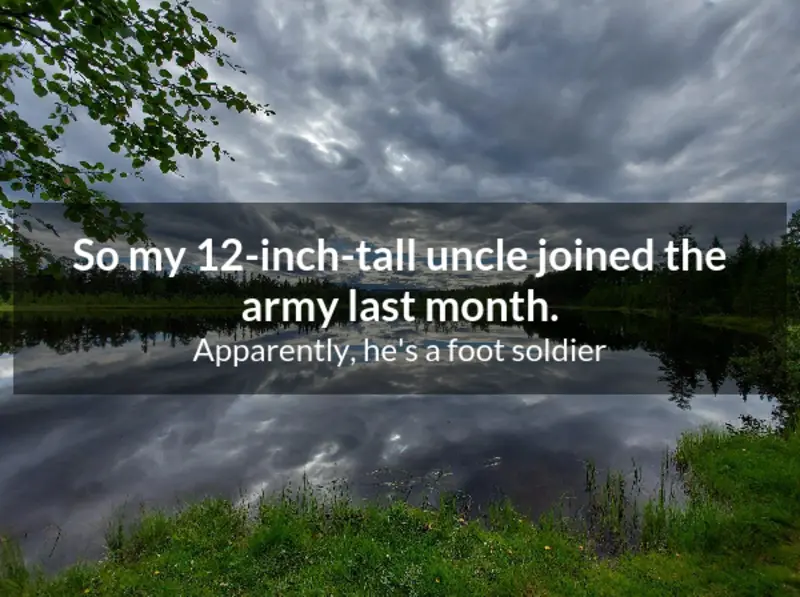 So my 12-inch-tall uncle joined the
army last month.
Apparently, he's a foot soldier